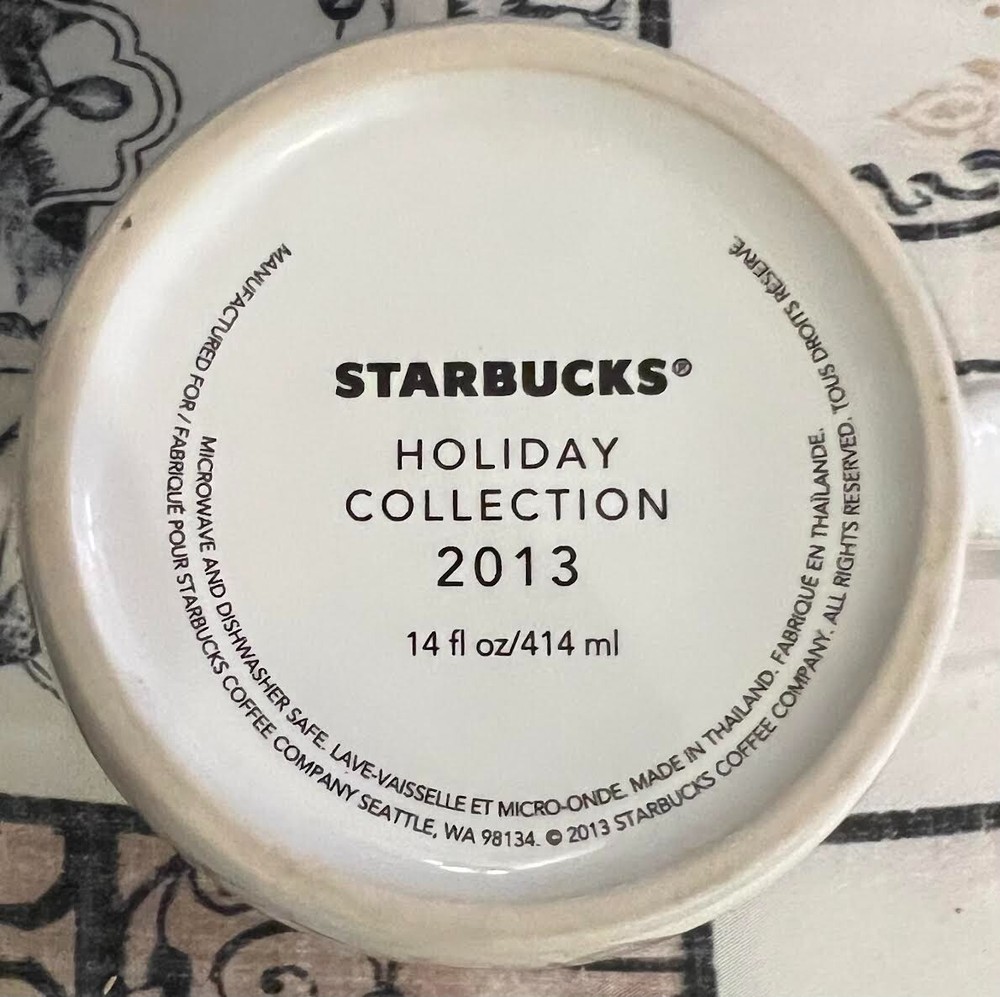 STARBUCKS®
HOLIDAY
COLLECTION
2013
14 fl oz/414 ml
MICROWAVE AND DISHWASHER SAFE. LAVE-VAISSELLE ET MICRO-ONDE. MADE IN THAILAND. FABRIQUÉ EN THAÏLANDE.
MANUFACTURED FOR / FABRIQUÉ POUR STARBUCKS COFFEE COMPANY SEATTLE, WA 98134. © 2013 STARBUCKS COFFEE COMPANY. ALL RIGHTS RESERVED. TOUS DROITS RÉSERVÉ.